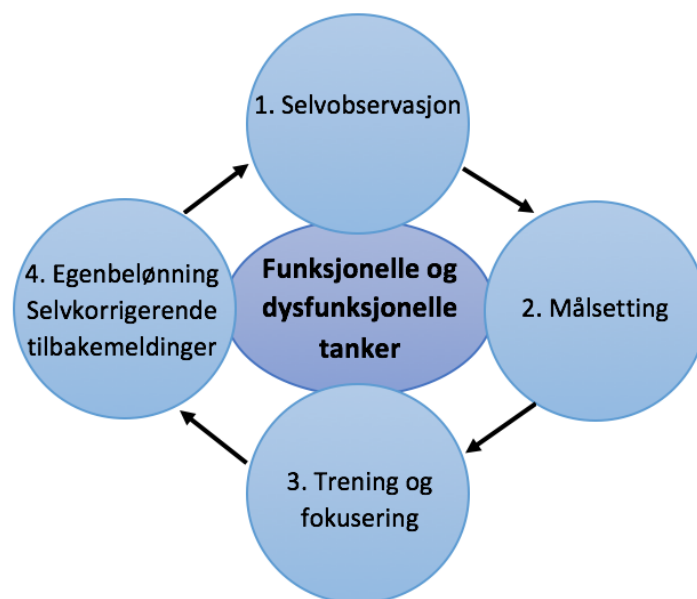 1. Selvobservasjon
Funksjonelle og
dysfunksjonelle
tanker
2. Målsetting
3. Trening og
fokusering
4. Egenbelønning
Selvkorrigerende
tilbakemeldinger